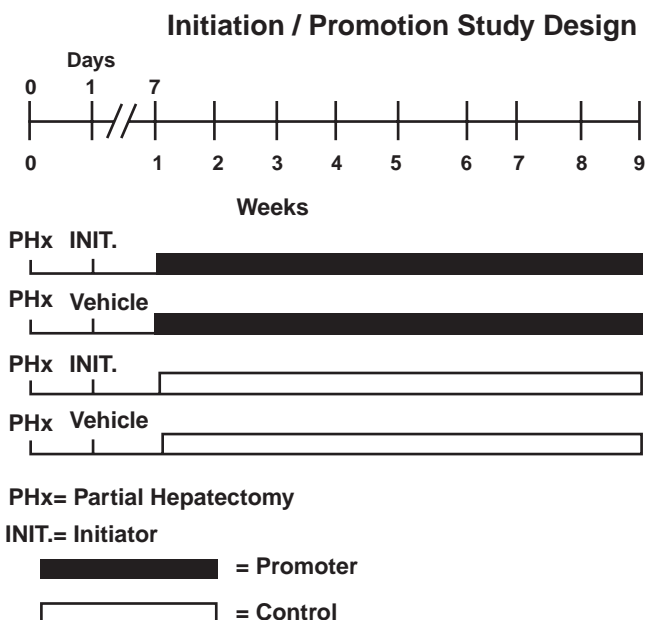 Initiation / Promotion Study Design
Days
0 1 7
0 1 2 3 4 5 6 7 8 9
Weeks
PHx INIT.
PHx Vehicle
PHx INIT.
PHx Vehicle
PHx= Partial Hepatectomy
INIT.= Initiator
= Promoter
= Control